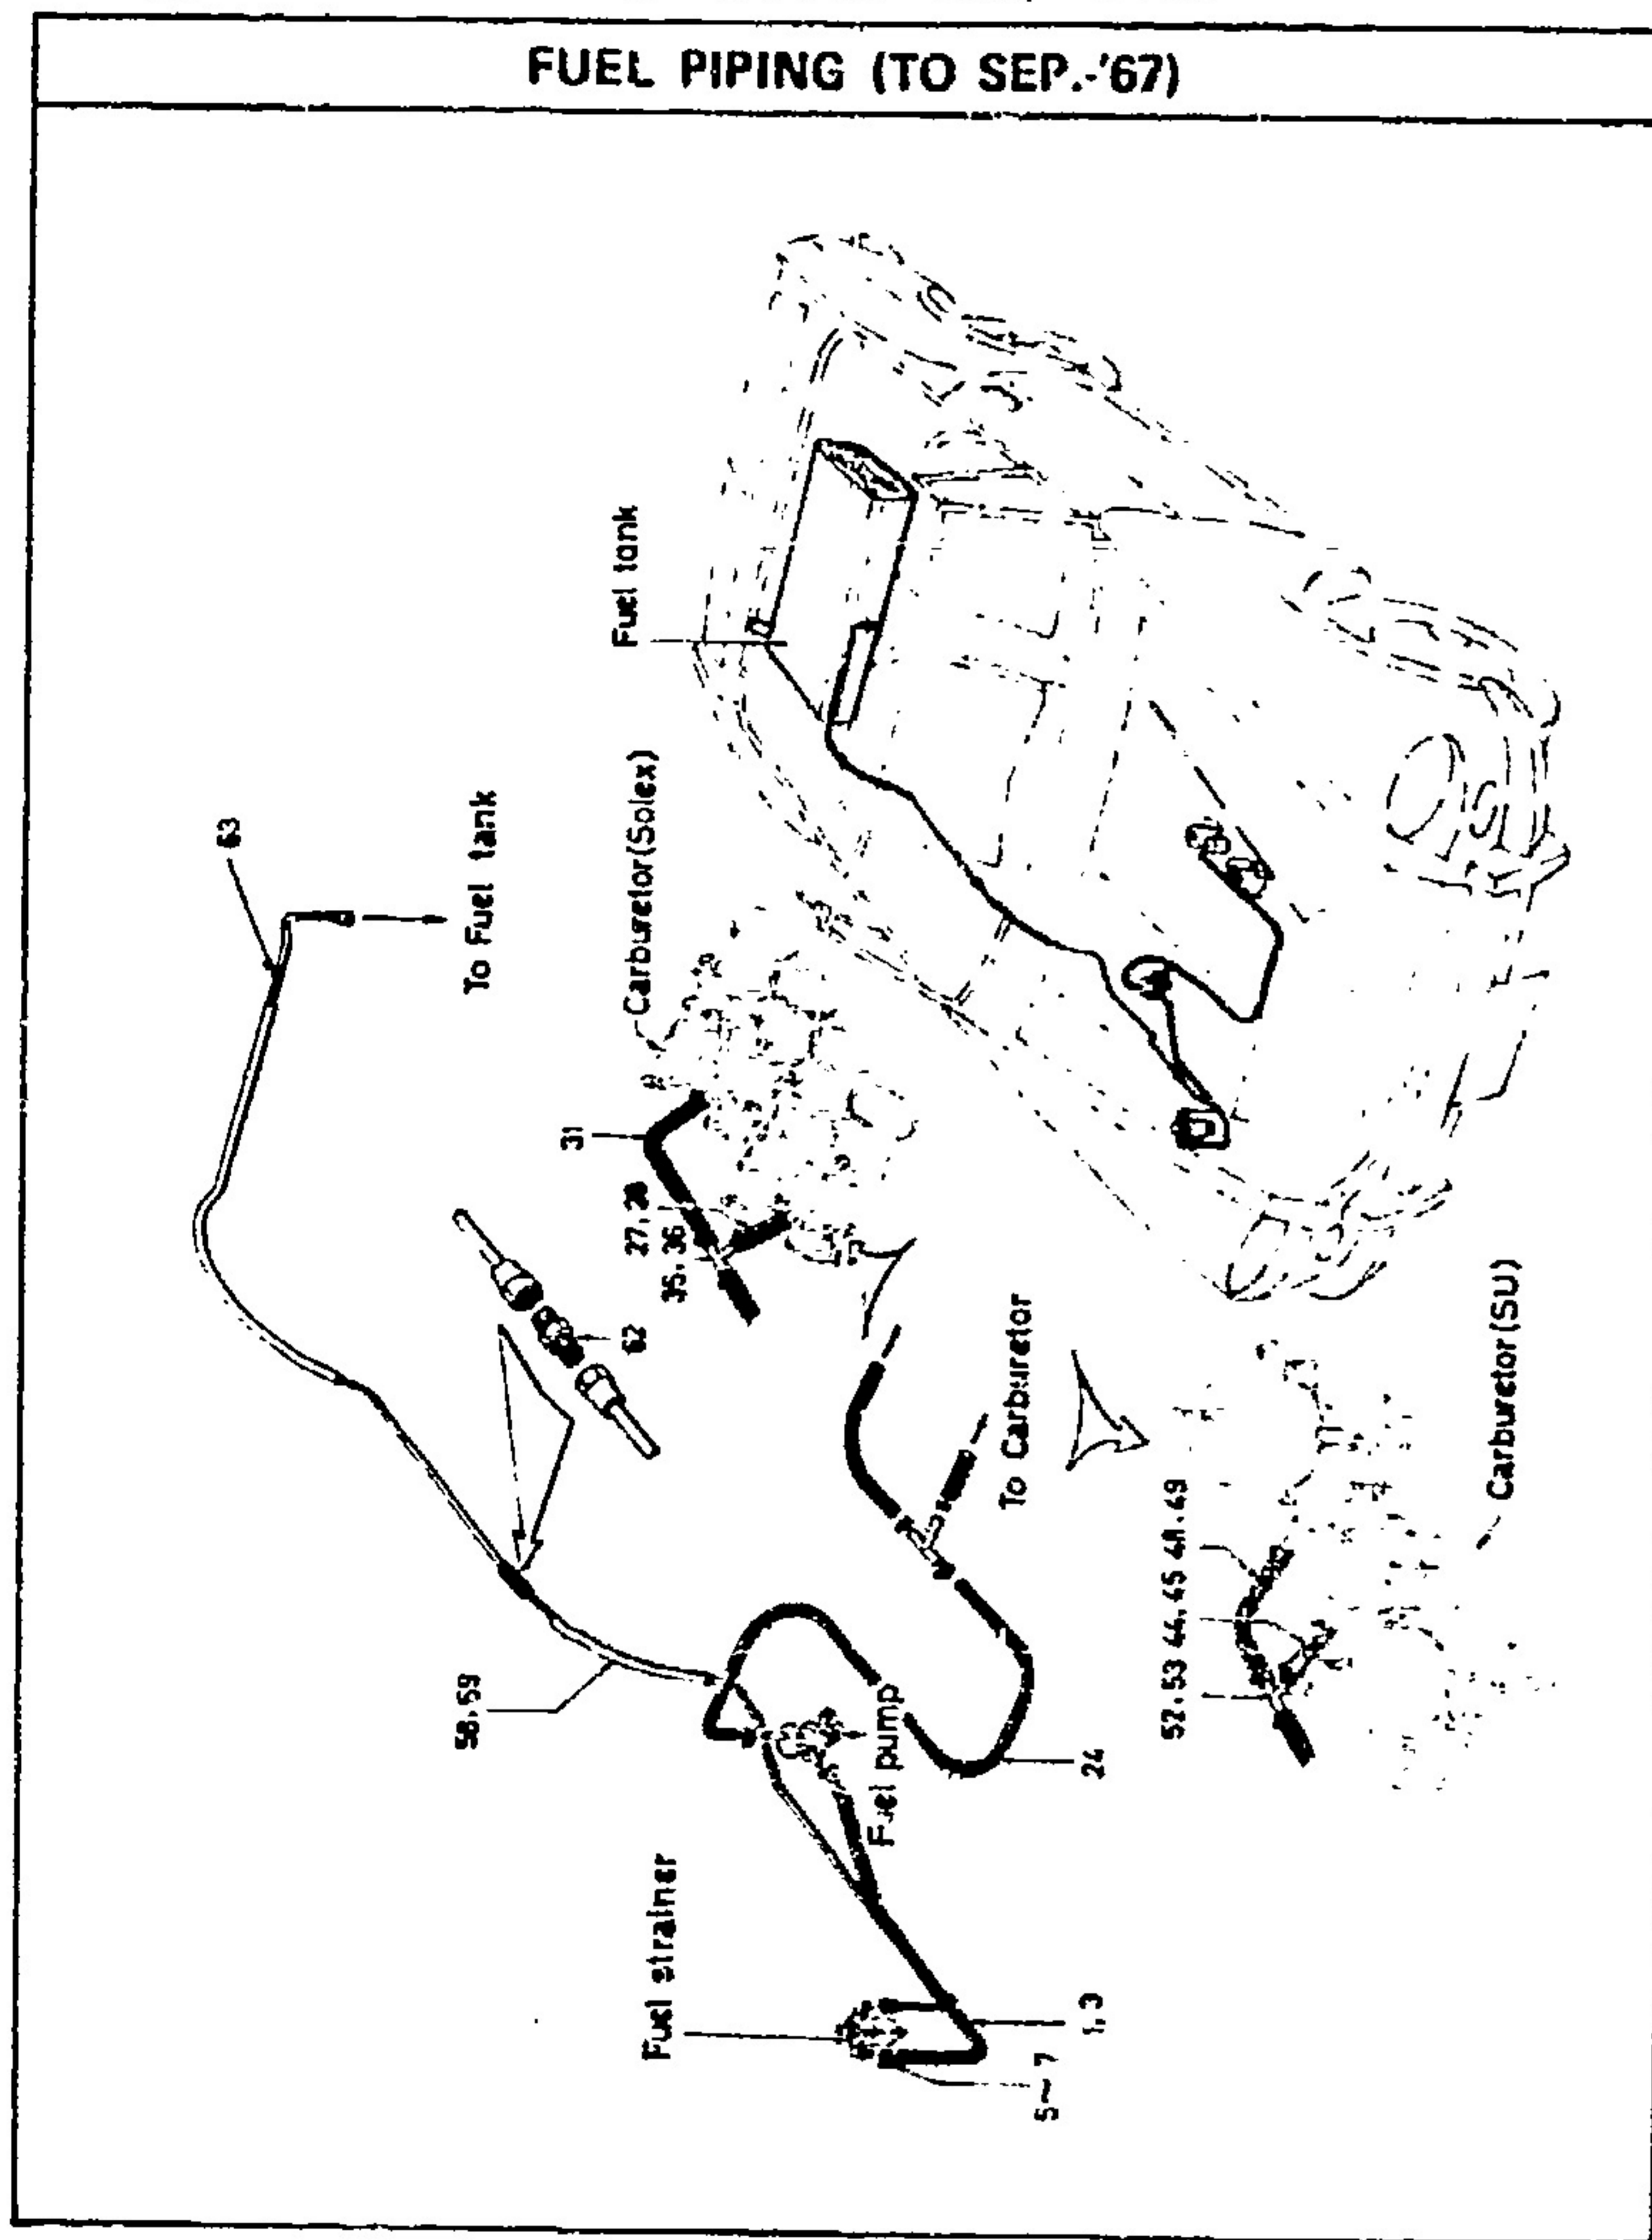 FUEL PIPING (TO SEP.-'67)
63
To Fuel tank
Fuel tank
Carburetor(Solex)
31
27, 28
35, 36
62
To Carburetor
58, 59
Fuel pump
24
Fuel strainer
1, 3
5~7
52, 53 44, 45 48, 49
Carburetor(SU)